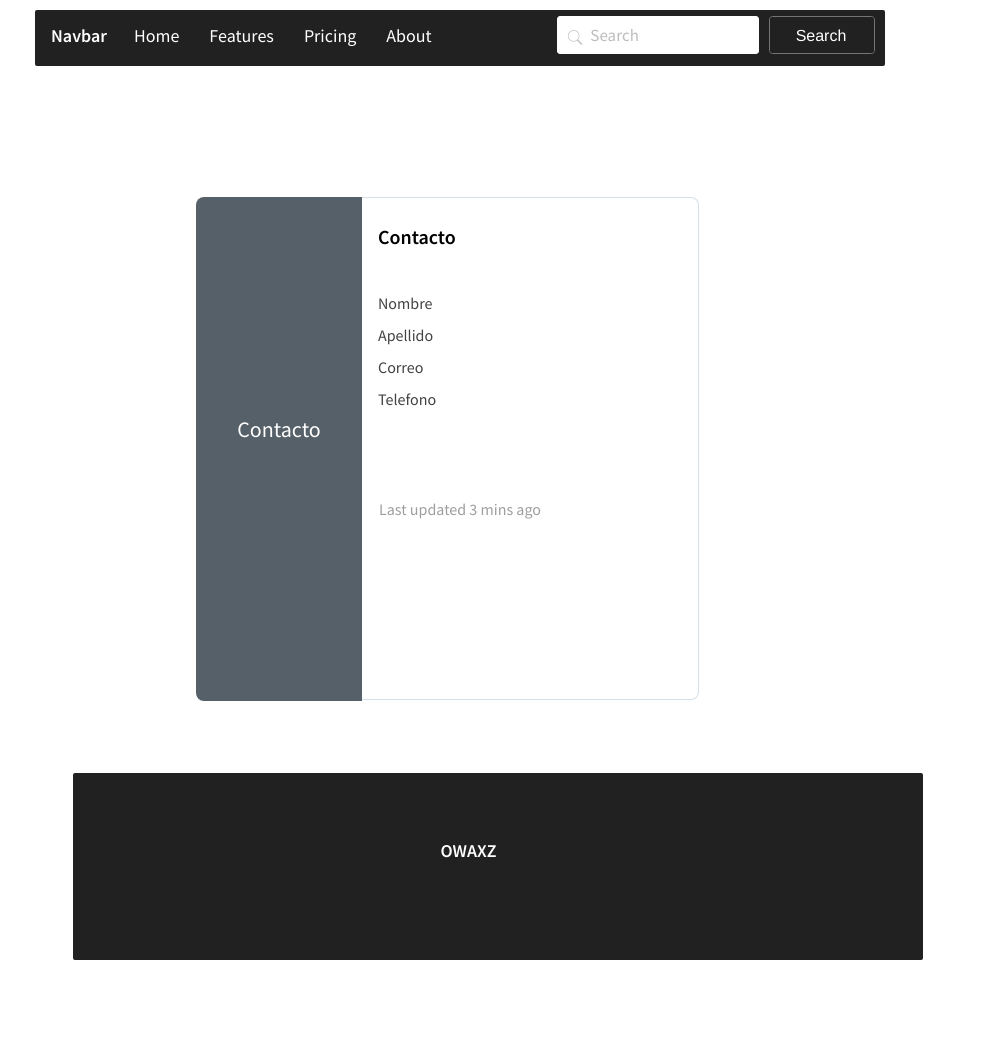 Navbar Home Features Pricing About Search Search
Contacto
Nombre
Apellido
Correo
Telefono
Contacto
Last updated 3 mins ago
OWAXZ